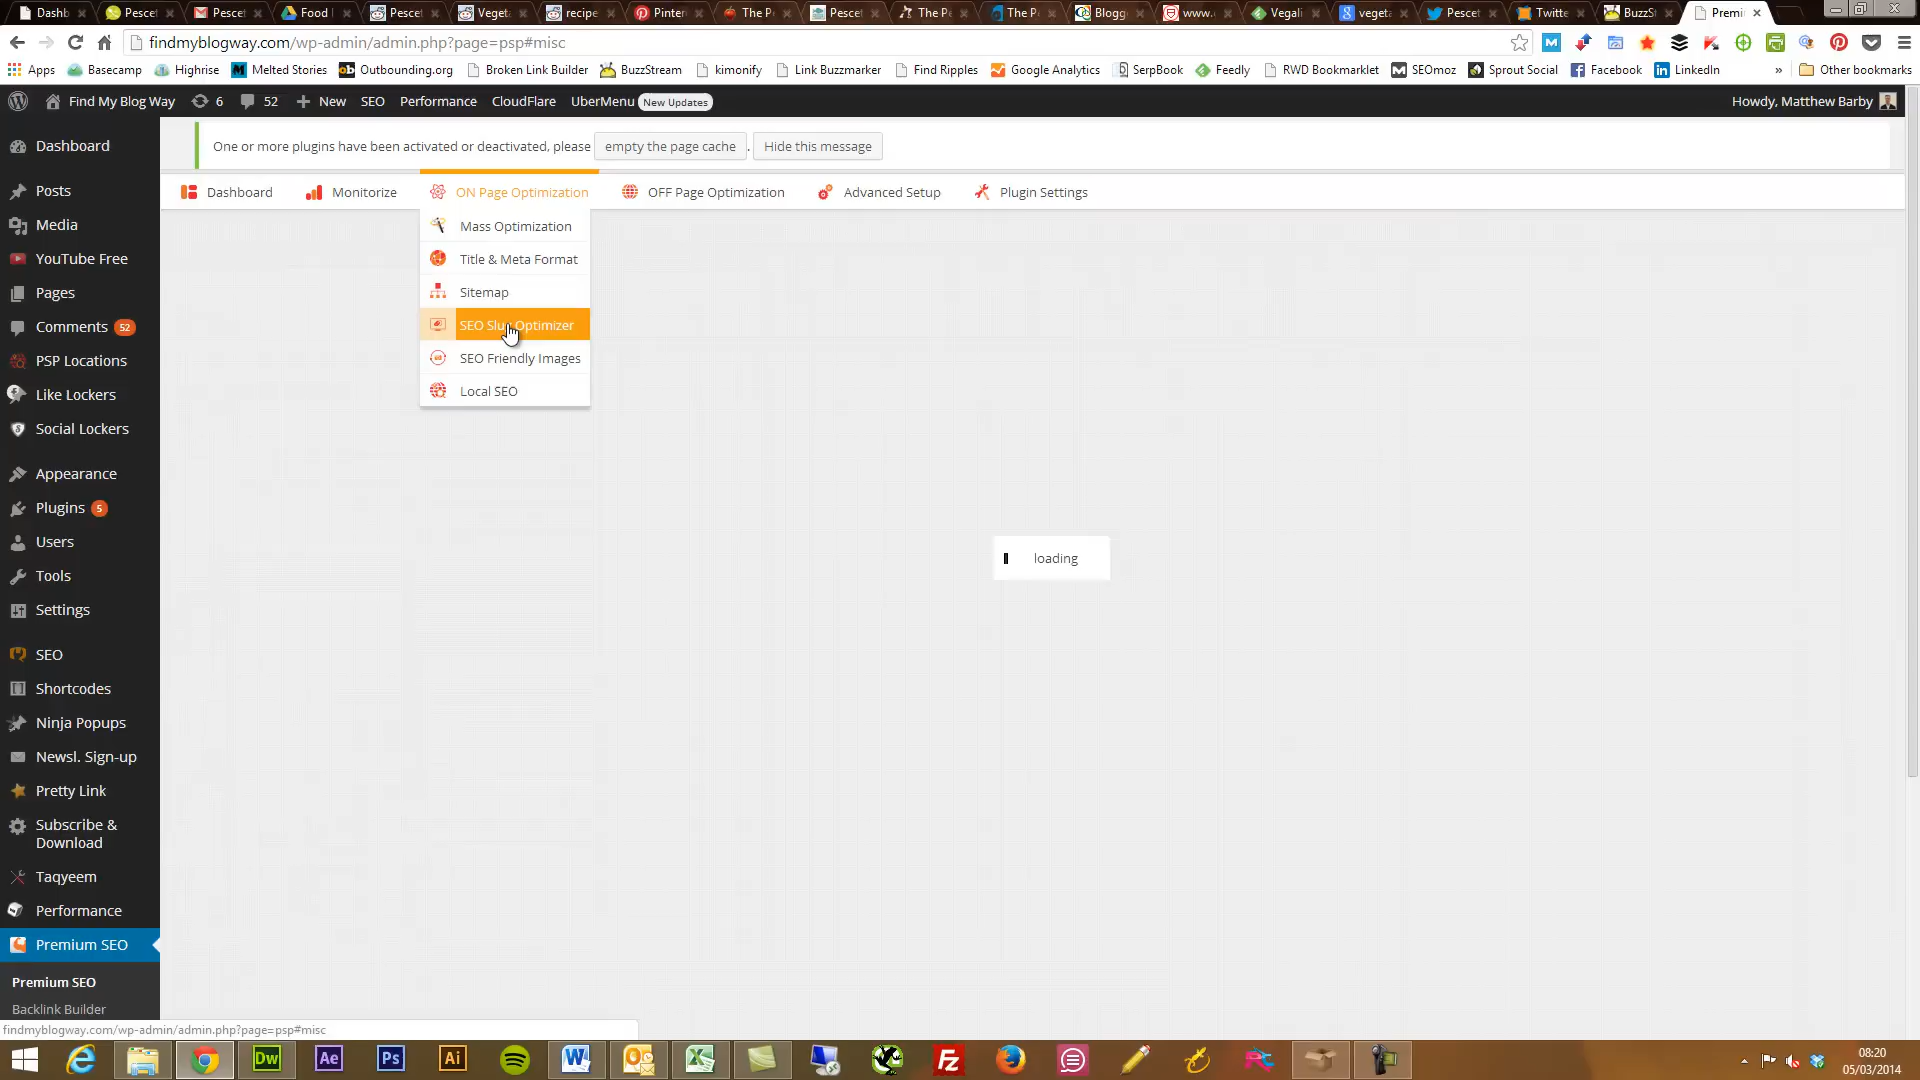 Dashb
Pescet
Pescet
Food
Pescet
Veget
recipe
Pinter
The P
Pescet
The Pe
The P
Blogg
www.
Vegali
vegeta
Pescet
Twitte
BuzzSt
Premi
findmyblogway.com/wp-admin/admin.php?page=psp#misc
Apps
Basecamp
Highrise
Melted Stories
Outbounding.org
Broken Link Builder
BuzzStream
kimonify
Link Buzzmarker
Find Ripples
Google Analytics
SerpBook
Feedly
RWD Bookmarklet
SEOmoz
Sprout Social
Facebook
LinkedIn
»
Other bookmarks
Find My Blog Way
6
52
New
SEO
Performance
CloudFlare
UberMenu New Updates
Howdy, Matthew Barby
Dashboard
Posts
Media
YouTube Free
Pages
Comments 52
PSP Locations
Like Lockers
Social Lockers
Appearance
Plugins 5
Users
Tools
Settings
SEO
Shortcodes
Ninja Popups
Newsl. Sign-up
Pretty Link
Subscribe &
Download
Taqyeem
Performance
Premium SEO
Premium SEO
Backlink Builder
One or more plugins have been activated or deactivated, please empty the page cache . Hide this message
Dashboard
Monitorize
ON Page Optimization
OFF Page Optimization
Advanced Setup
Plugin Settings
Mass Optimization
Title & Meta Format
Sitemap
SEO Slug Optimizer
SEO Friendly Images
Local SEO
loading
findmyblogway.com/wp-admin/admin.php?page=psp#misc
Dw
Ae
Ps
Ai
08:20
05/03/2014